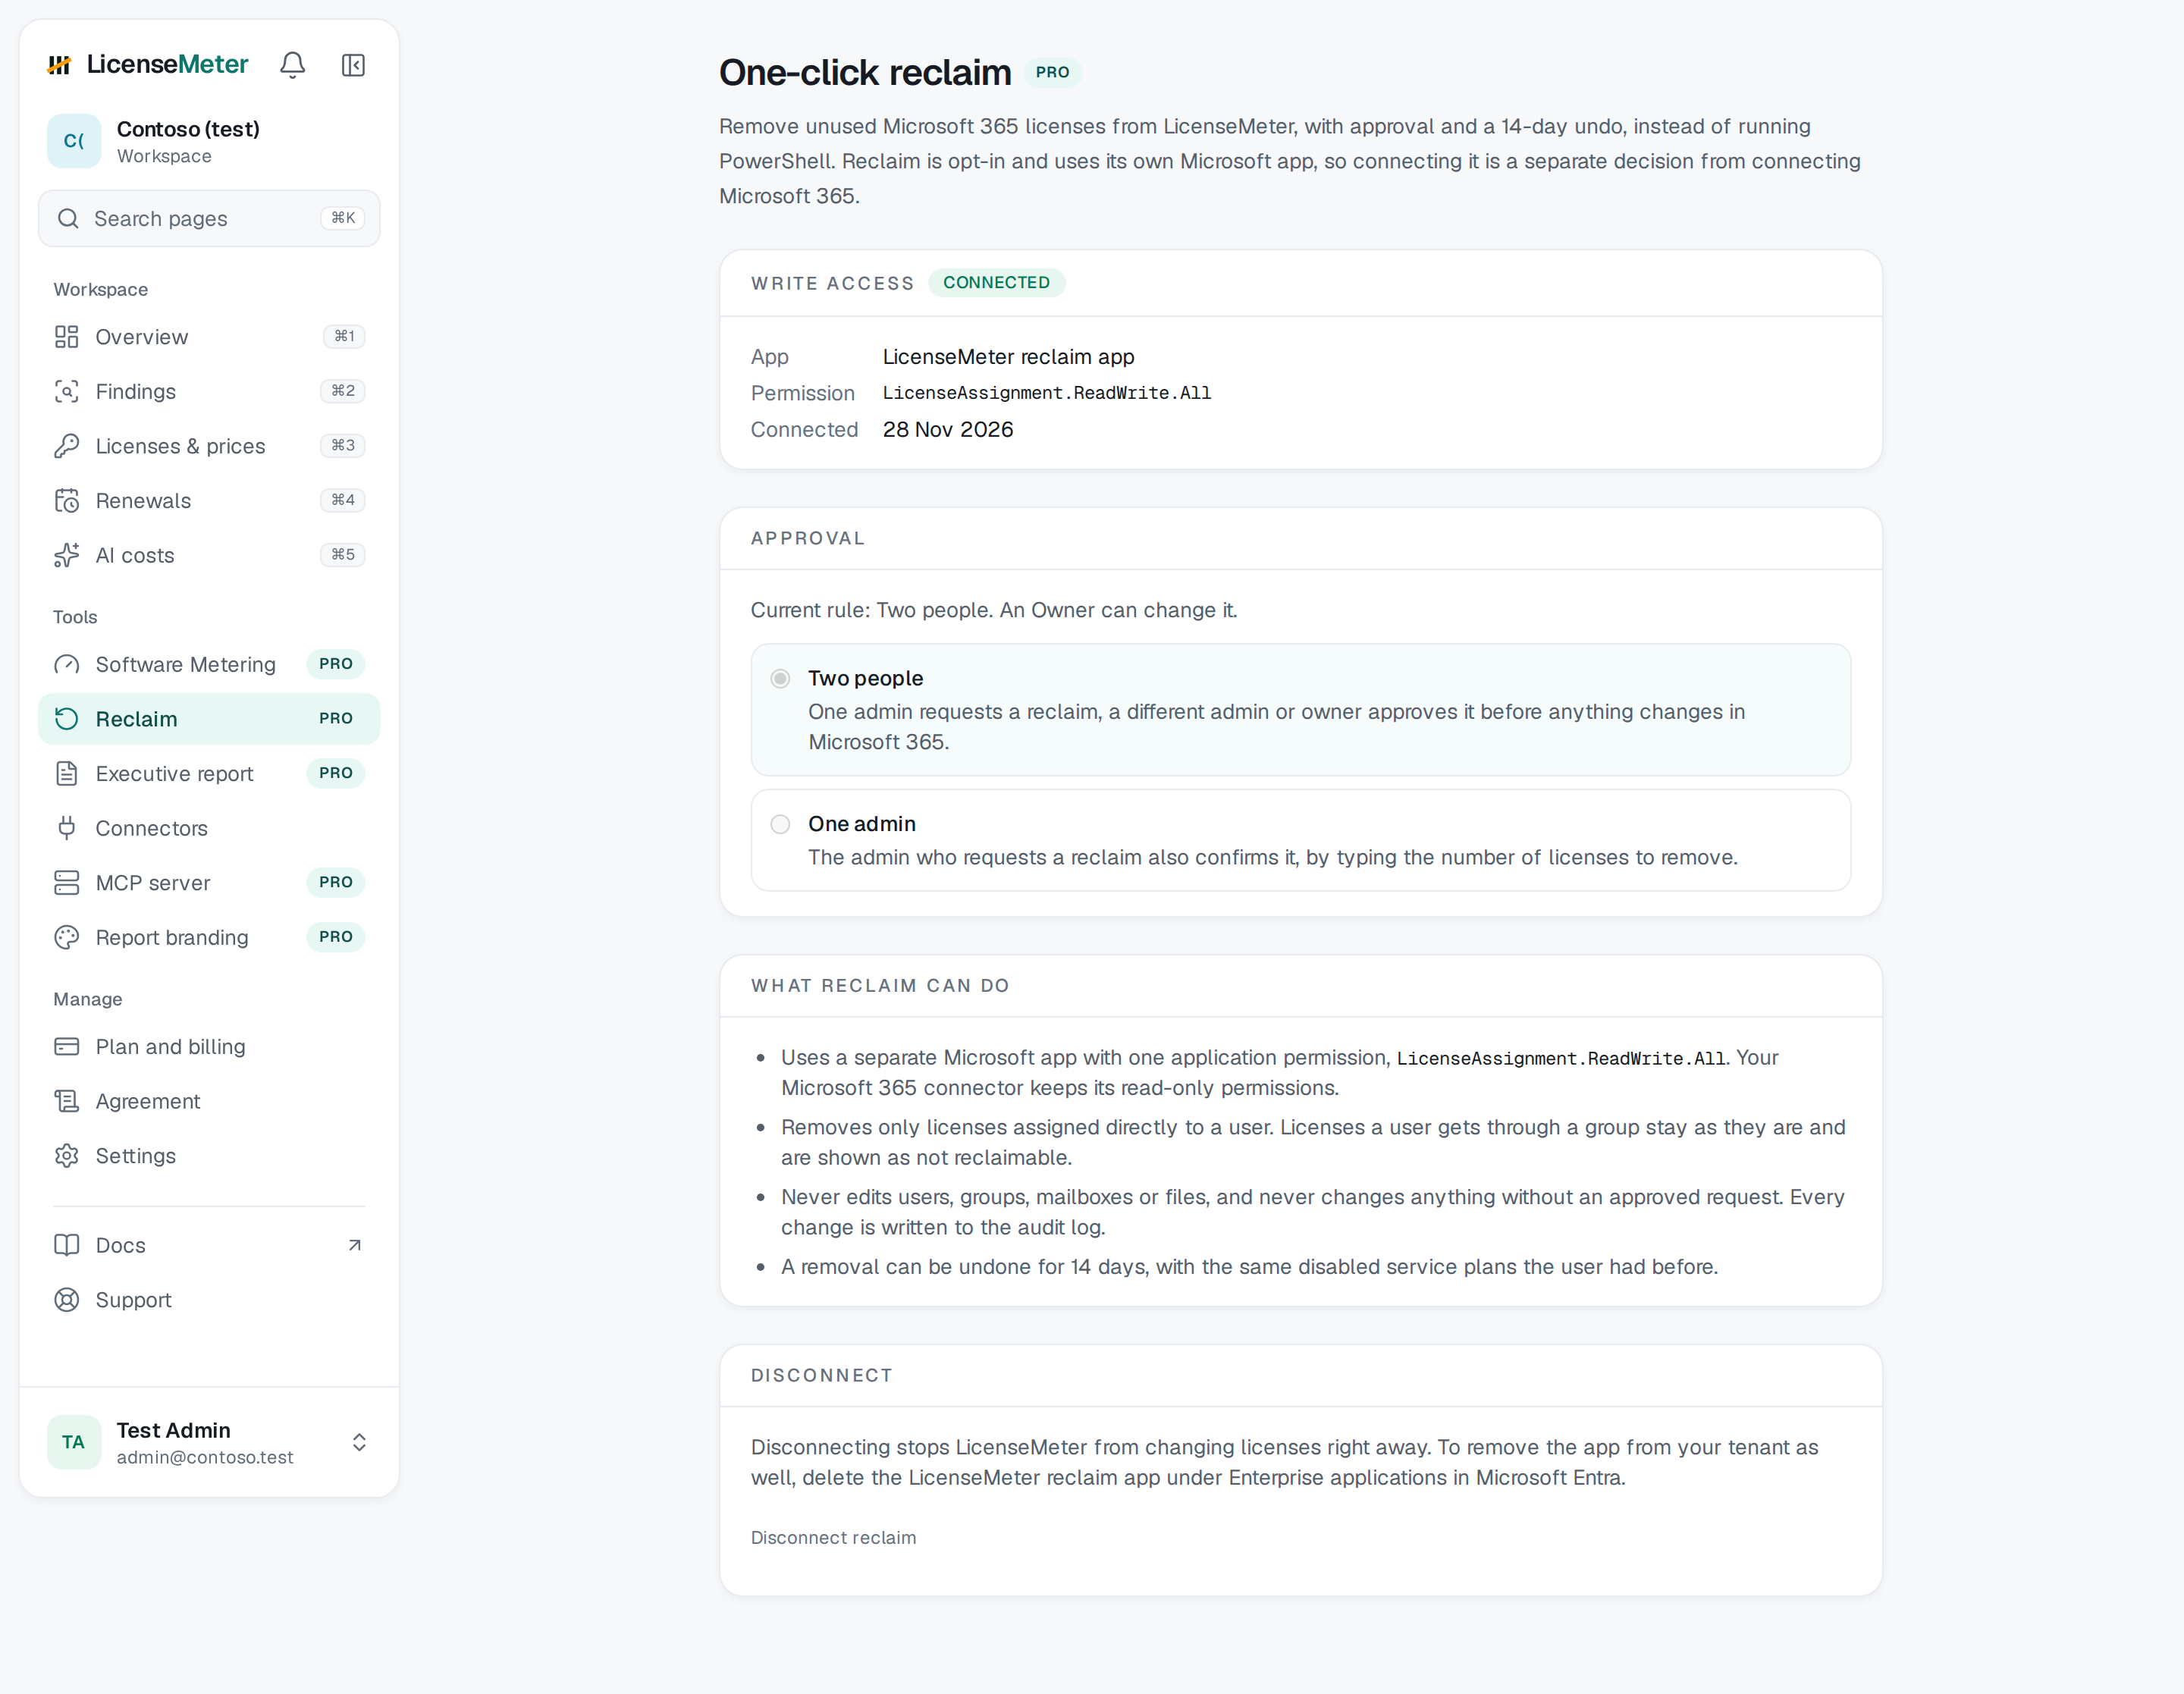 LicenseMeter
C(
Contoso (test)
Workspace
Search pages ⌘K
Workspace
Overview ⌘1
Findings ⌘2
Licenses & prices ⌘3
Renewals ⌘4
AI costs ⌘5
Tools
Software Metering PRO
Reclaim PRO
Executive report PRO
Connectors
MCP server PRO
Report branding PRO
Manage
Plan and billing
Agreement
Settings
Docs
Support
TA
Test Admin
admin@contoso.test
One-click reclaim PRO
Remove unused Microsoft 365 licenses from LicenseMeter, with approval and a 14-day undo, instead of running
PowerShell. Reclaim is opt-in and uses its own Microsoft app, so connecting it is a separate decision from connecting
Microsoft 365.
WRITE ACCESS CONNECTED
App LicenseMeter reclaim app
Permission LicenseAssignment.ReadWrite.All
Connected 28 Nov 2026
APPROVAL
Current rule: Two people. An Owner can change it.
Two people
One admin requests a reclaim, a different admin or owner approves it before anything changes in
Microsoft 365.
One admin
The admin who requests a reclaim also confirms it, by typing the number of licenses to remove.
WHAT RECLAIM CAN DO
Uses a separate Microsoft app with one application permission, LicenseAssignment.ReadWrite.All. Your
Microsoft 365 connector keeps its read-only permissions.
Removes only licenses assigned directly to a user. Licenses a user gets through a group stay as they are and
are shown as not reclaimable.
Never edits users, groups, mailboxes or files, and never changes anything without an approved request. Every
change is written to the audit log.
A removal can be undone for 14 days, with the same disabled service plans the user had before.
DISCONNECT
Disconnecting stops LicenseMeter from changing licenses right away. To remove the app from your tenant as
well, delete the LicenseMeter reclaim app under Enterprise applications in Microsoft Entra.
Disconnect reclaim